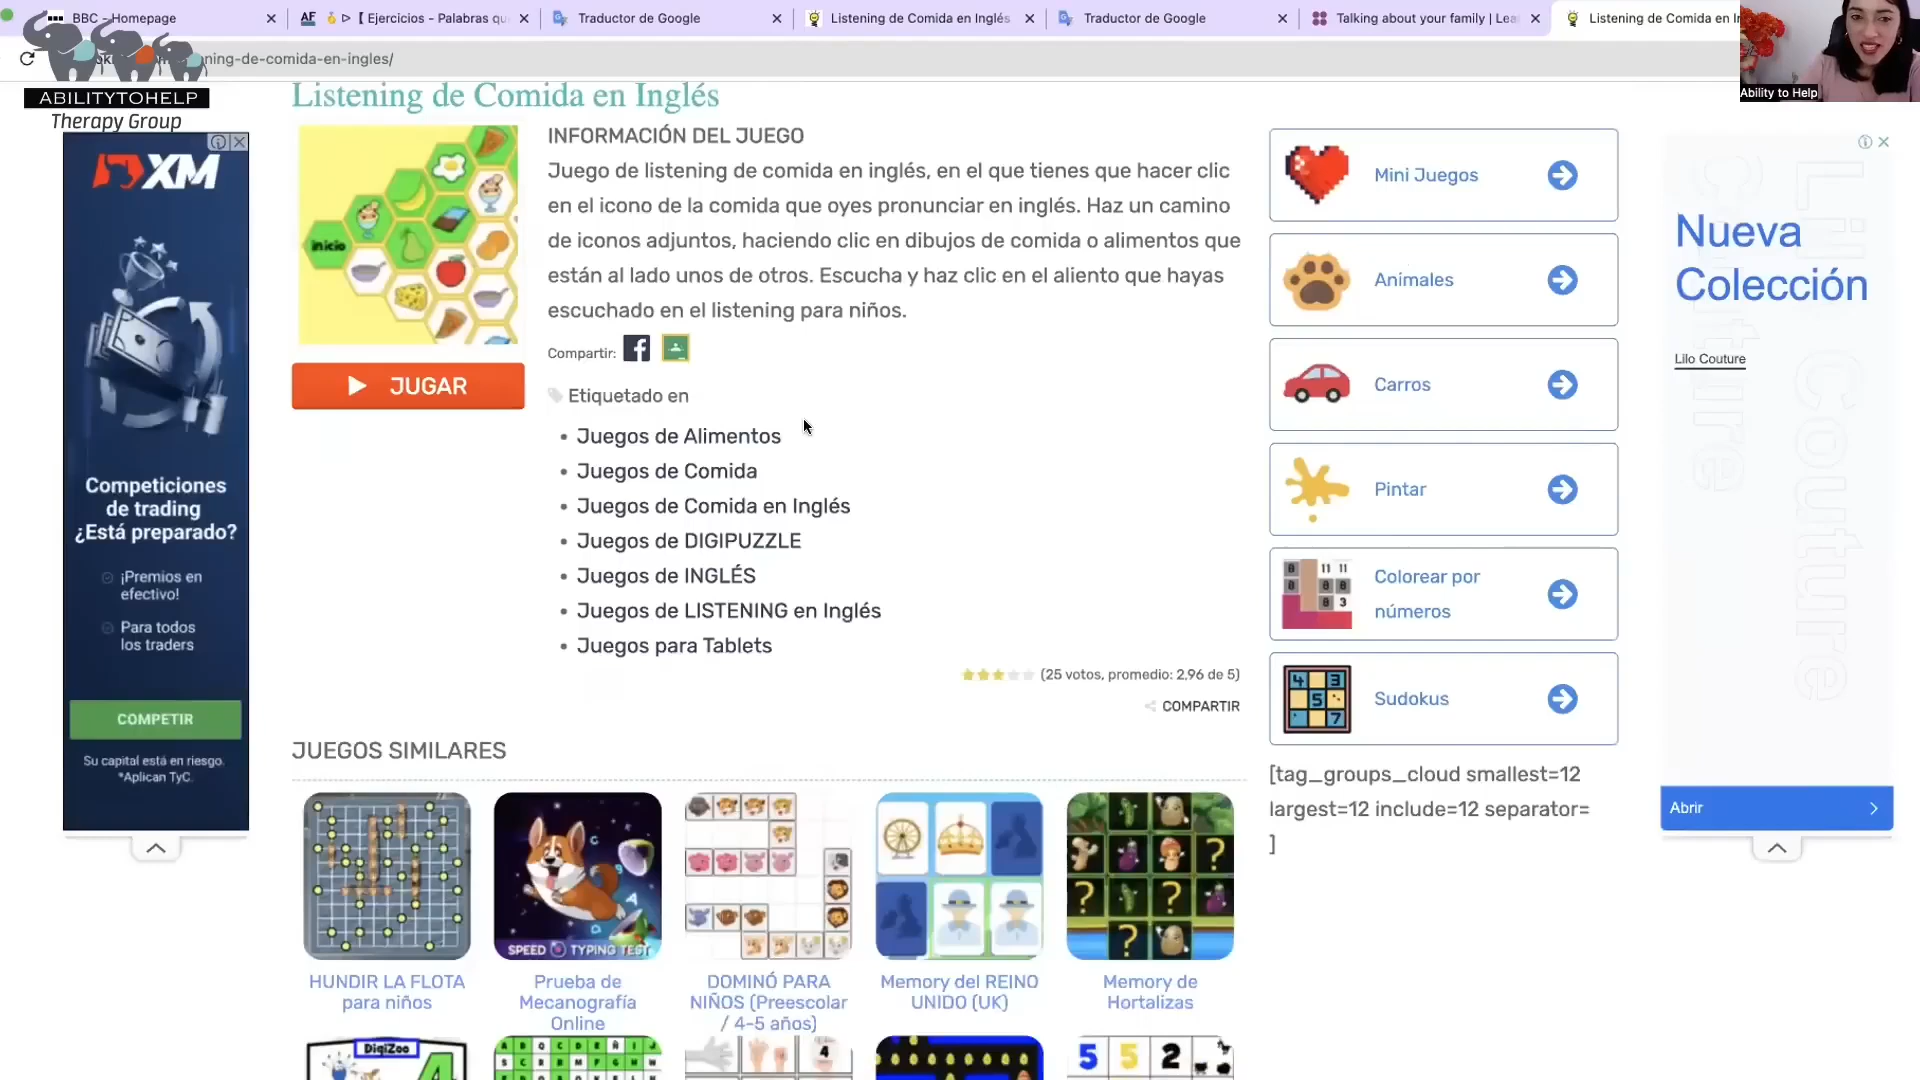 BBC - Homepage
AF
【 Ejercicios - Palabras qu
Traductor de Google
Listening de Comida en Inglés
Traductor de Google
Talking about your family | Lea
Listening de Comida en In
ning-de-comida-en-ingles/
ABILITYTOHELP
Therapy Group
Ability to Help
Listening de Comida en Inglés
XM
Competiciones
de trading
¿Está preparado?
¡Premios en
efectivo!
Para todos
los traders
COMPETIR
Su capital está en riesgo.
*Aplican TyC.
inicio
JUGAR
INFORMACIÓN DEL JUEGO
Juego de listening de comida en inglés, en el que tienes que hacer clic
en el icono de la comida que oyes pronunciar en inglés. Haz un camino
de iconos adjuntos, haciendo clic en dibujos de comida o alimentos que
están al lado unos de otros. Escucha y haz clic en el aliento que hayas
escuchado en el listening para niños.
Compartir:
Etiquetado en
• Juegos de Alimentos
• Juegos de Comida
• Juegos de Comida en Inglés
• Juegos de DIGIPUZZLE
• Juegos de INGLÉS
• Juegos de LISTENING en Inglés
• Juegos para Tablets
(25 votos, promedio: 2,96 de 5)
COMPARTIR
Mini Juegos
Animales
Carros
Pintar
Colorear por
números
Sudokus
[tag_groups_cloud smallest=12
largest=12 include=12 separator=
]
Nueva
Colección
Lilo Couture
Abrir
JUEGOS SIMILARES
SPEED TYPING TEST
HUNDIR LA FLOTA
para niños
Prueba de
Mecanografía
Online
DOMINÓ PARA
NIÑOS (Preescolar
/ 4-5 años)
Memory del REINO
UNIDO (UK)
Memory de
Hortalizas
DigiZoo
4
4
5 5 2